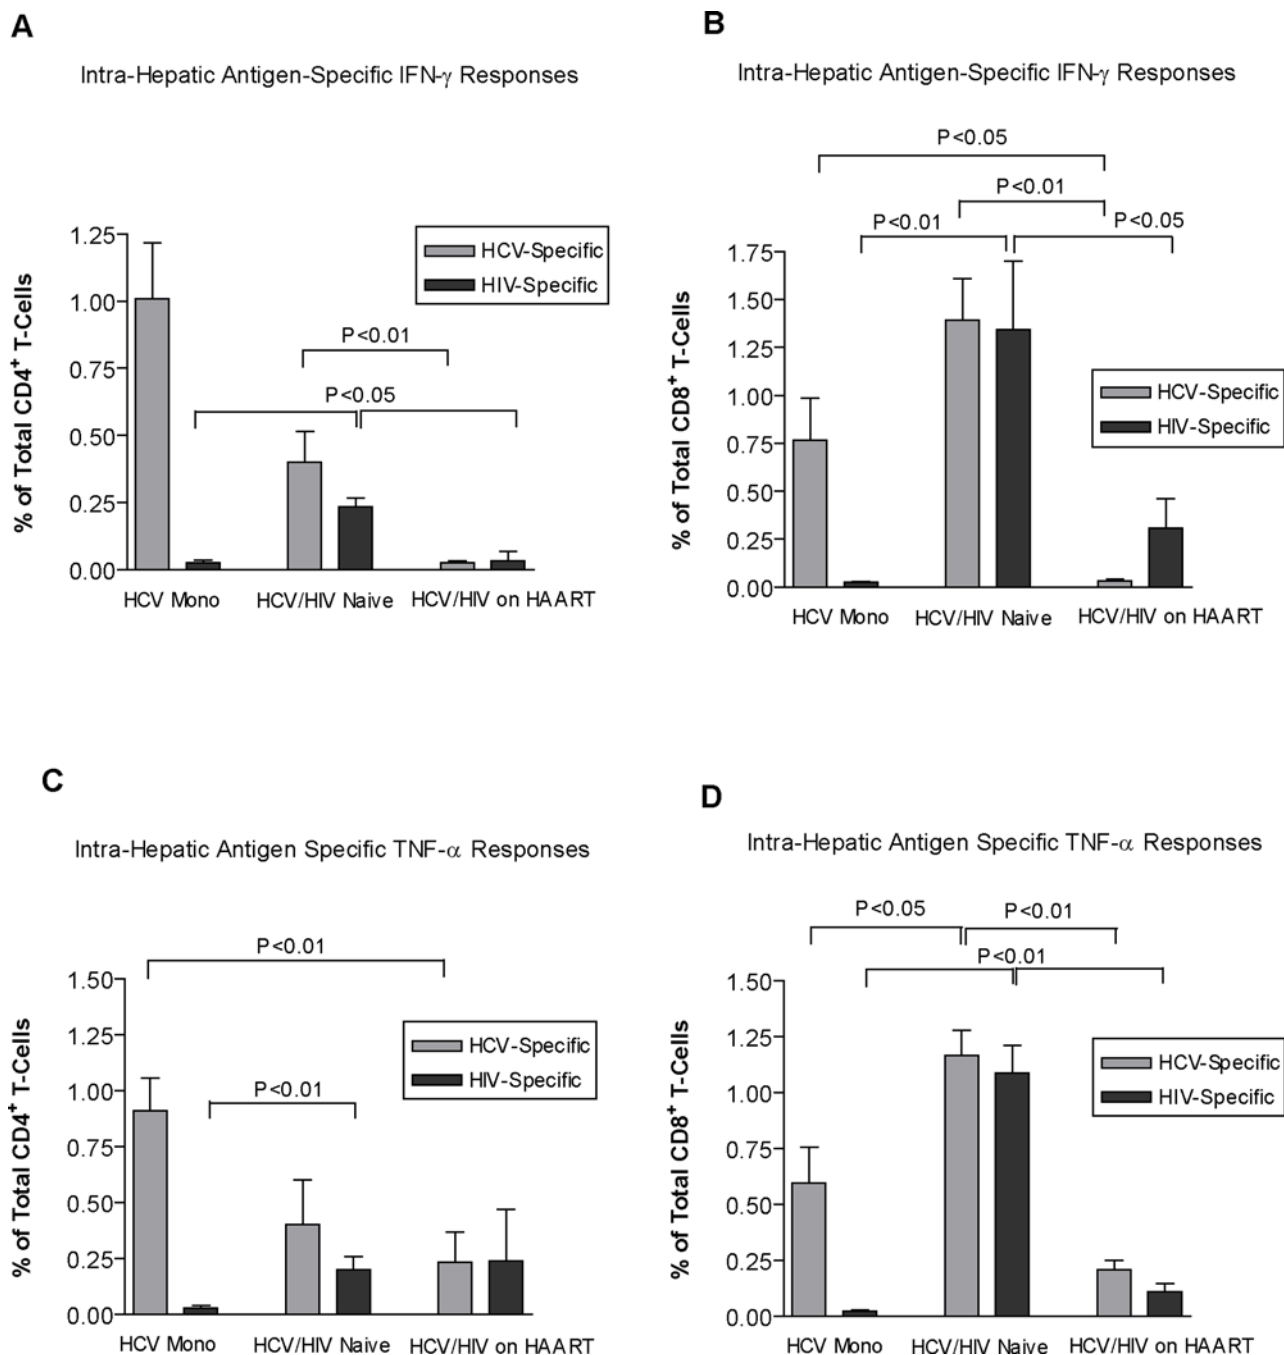 A
Intra-Hepatic Antigen-Specific IFN-γ Responses
% of Total CD4+ T-Cells
1.25
1.00
0.75
0.50
0.25
0.00
HCV-Specific
HIV-Specific
P<0.01
P<0.05
HCV Mono
HCV/HIV Naive
HCV/HIV on HAART
B
Intra-Hepatic Antigen-Specific IFN-γ Responses
P<0.05
P<0.01
P<0.01
P<0.05
% of Total CD8+ T-Cells
1.75
1.50
1.25
1.00
0.75
0.50
0.25
0.00
HCV-Specific
HIV-Specific
HCV Mono
HCV/HIV Naive
HCV/HIV on HAART
C
Intra-Hepatic Antigen Specific TNF-α Responses
P<0.01
% of Total CD4+ T-Cells
1.50
1.25
1.00
0.75
0.50
0.25
0.00
HCV-Specific
HIV-Specific
P<0.01
HCV Mono
HCV/HIV Naive
HCV/HIV on HAART
D
Intra-Hepatic Antigen Specific TNF-α Responses
P<0.05
P<0.01
P<0.01
% of Total CD8+ T-Cells
1.50
1.25
1.00
0.75
0.50
0.25
0.00
HCV-Specific
HIV-Specific
HCV Mono
HCV/HIV Naive
HCV/HIV on HAART